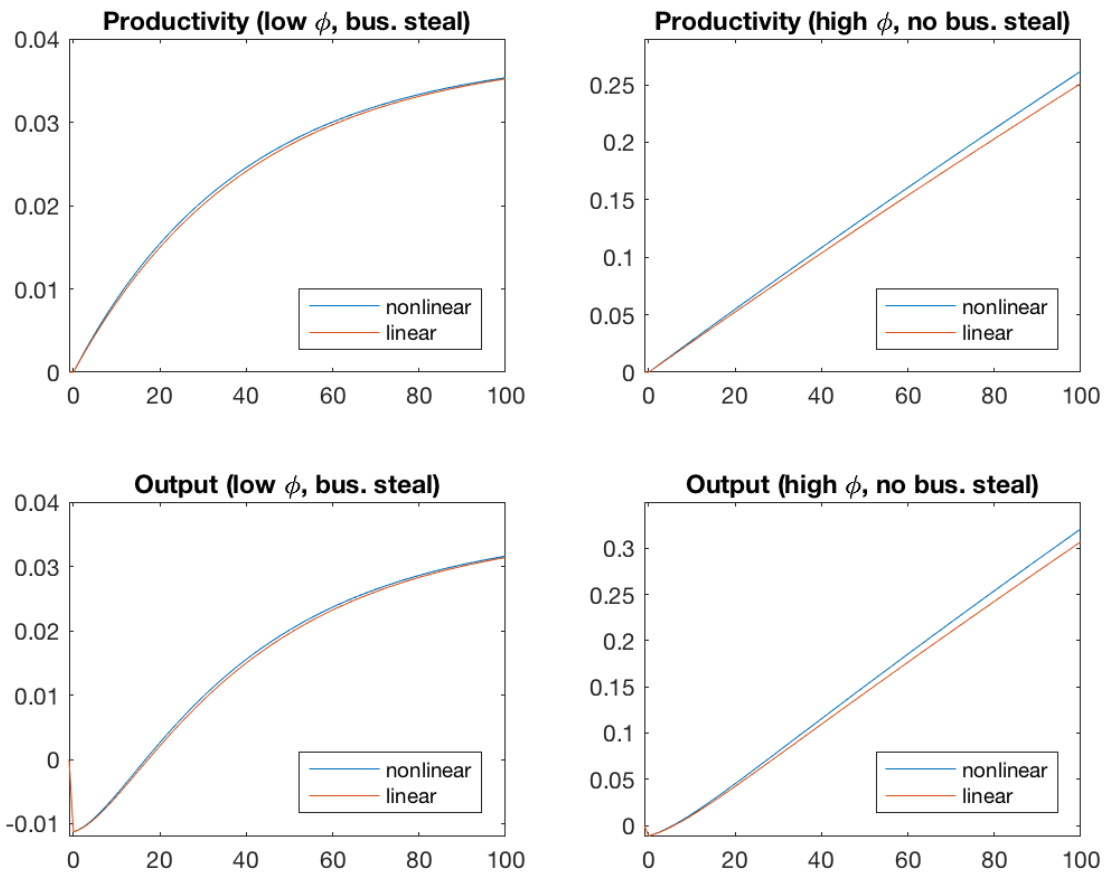 Productivity (low ϕ, bus. steal)
0.04
0.03
0.02
0.01
0
0 20 40 60 80 100
nonlinear
linear
Productivity (high ϕ, no bus. steal)
0.25
0.2
0.15
0.1
0.05
0
0 20 40 60 80 100
nonlinear
linear
Output (low ϕ, bus. steal)
0.04
0.03
0.02
0.01
0
-0.01
0 20 40 60 80 100
nonlinear
linear
Output (high ϕ, no bus. steal)
0.3
0.25
0.2
0.15
0.1
0.05
0
0 20 40 60 80 100
nonlinear
linear